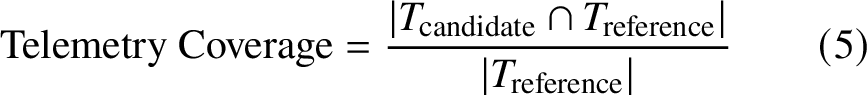 Telemetry Coverage = |T_candidate ∩ T_reference| / |T_reference| (5)